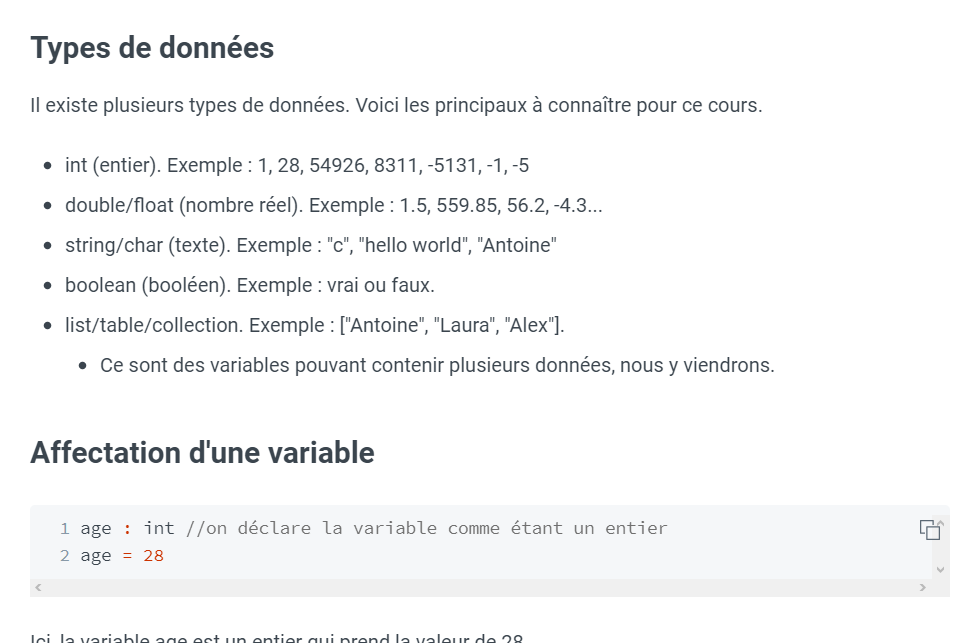 Types de données
Il existe plusieurs types de données. Voici les principaux à connaître pour ce cours.
int (entier). Exemple : 1, 28, 54926, 8311, -5131, -1, -5
double/float (nombre réel). Exemple : 1.5, 559.85, 56.2, -4.3...
string/char (texte). Exemple : "c", "hello world", "Antoine"
boolean (booléen). Exemple : vrai ou faux.
list/table/collection. Exemple : ["Antoine", "Laura", "Alex"].
Ce sont des variables pouvant contenir plusieurs données, nous y viendrons.
Affectation d'une variable
1 age : int //on déclare la variable comme étant un entier
2 age = 28
Ici, la variable age est un entier qui prend la valeur de 28